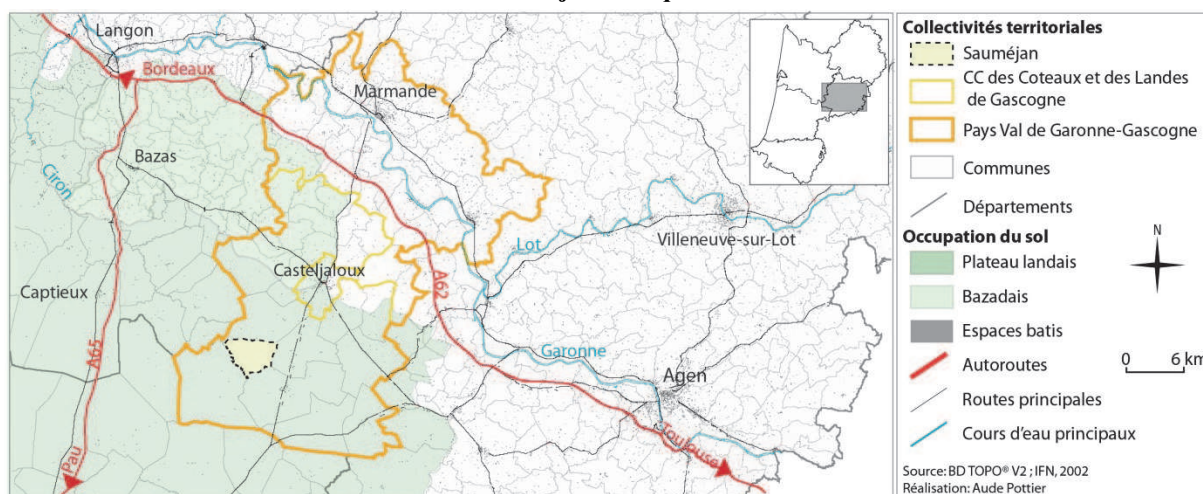 Langon
Bordeaux
Marmande
Bazas
Ciron
Lot
Villeneuve-sur-Lot
Casteljaloux
Captieux
A62
A65
Garonne
Agen
Toulouse
Pau
Collectivités territoriales
Sauméjan
CC des Coteaux et des Landes
de Gascogne
Pays Val de Garonne-Gascogne
Communes
Départements
Occupation du sol
N
Plateau landais
Bazadais
Espaces batis
Autoroutes
0 6 km
Routes principales
Cours d'eau principaux
Source: BD TOPO® V2 ; IFN, 2002
Réalisation: Aude Pottier